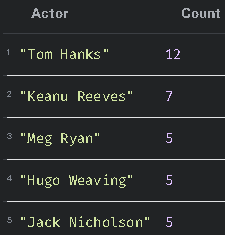 Actor Count
1 "Tom Hanks" 12
2 "Keanu Reeves" 7
3 "Meg Ryan" 5
4 "Hugo Weaving" 5
5 "Jack Nicholson" 5